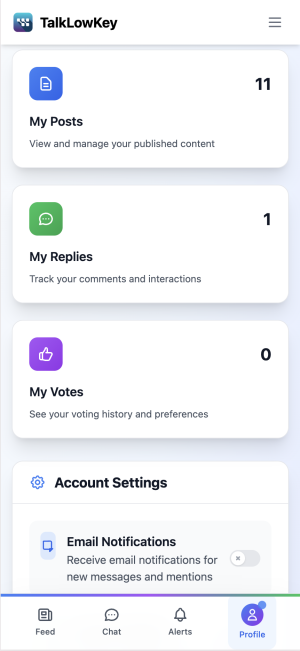 TalkLowKey
11
My Posts
View and manage your published content
1
My Replies
Track your comments and interactions
0
My Votes
See your voting history and preferences
Account Settings
Email Notifications
Receive email notifications for
new messages and mentions
Feed
Chat
Alerts
Profile